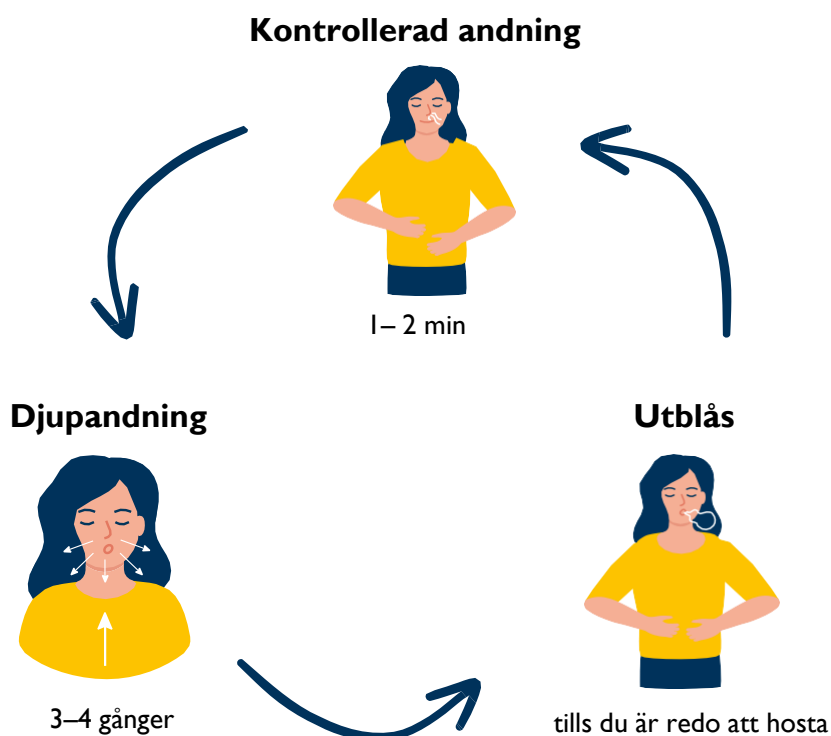 Kontrollerad andning
1– 2 min
Djupandning
Utblås
3–4 gånger
tills du är redo att hosta